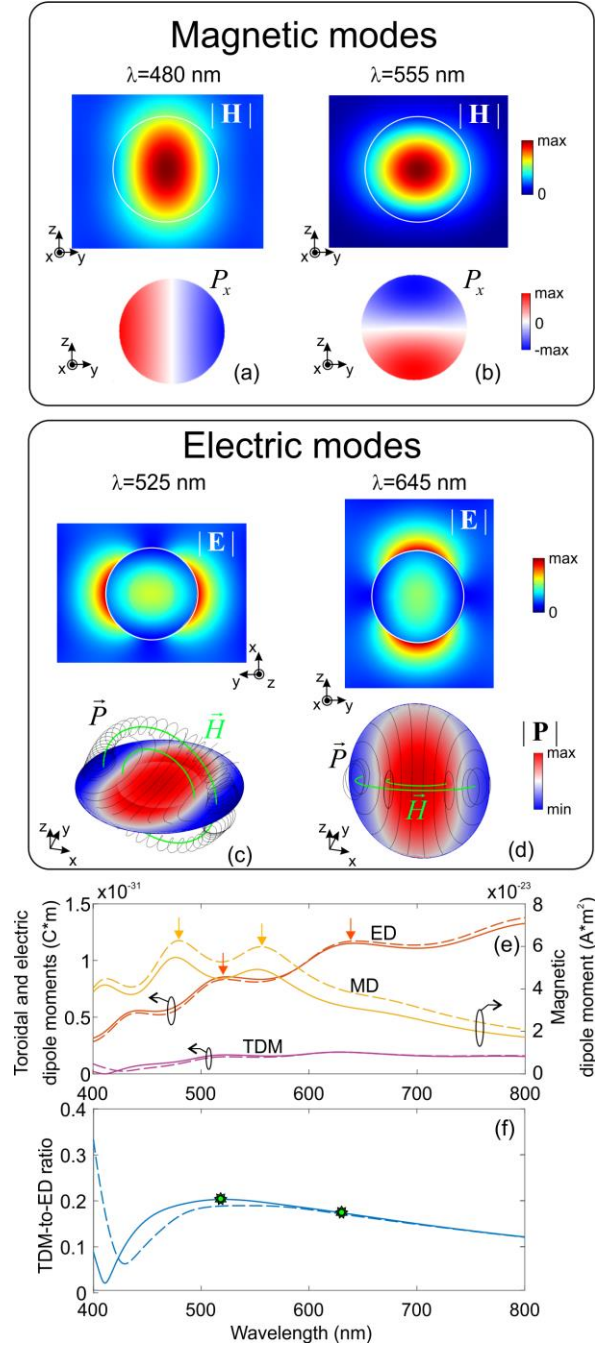 Magnetic modes
λ=480 nm
λ=555 nm
| H |
| H |
max
0
z
x
y
z
x
y
P_x
P_x
max
0
-max
z
x
y
z
x
y
(a)
(b)
Electric modes
λ=525 nm
λ=645 nm
| E |
| E |
max
0
x
y
z
z
x
y
P⃗
H⃗
P⃗
H⃗
| P |
max
min
z
y
x
z
x
y
(c)
(d)
x10^-31
x10^-23
Toroidal and electric
dipole moments (C*m)
1.5
1
0.5
0
ED
(e)
MD
TDM
8
6
4
2
0
Magnetic
dipole moment (A*m²)
400
500
600
700
800
TDM-to-ED ratio
0.4
0.3
0.2
0.1
0
(f)
400
500
600
700
800
Wavelength (nm)